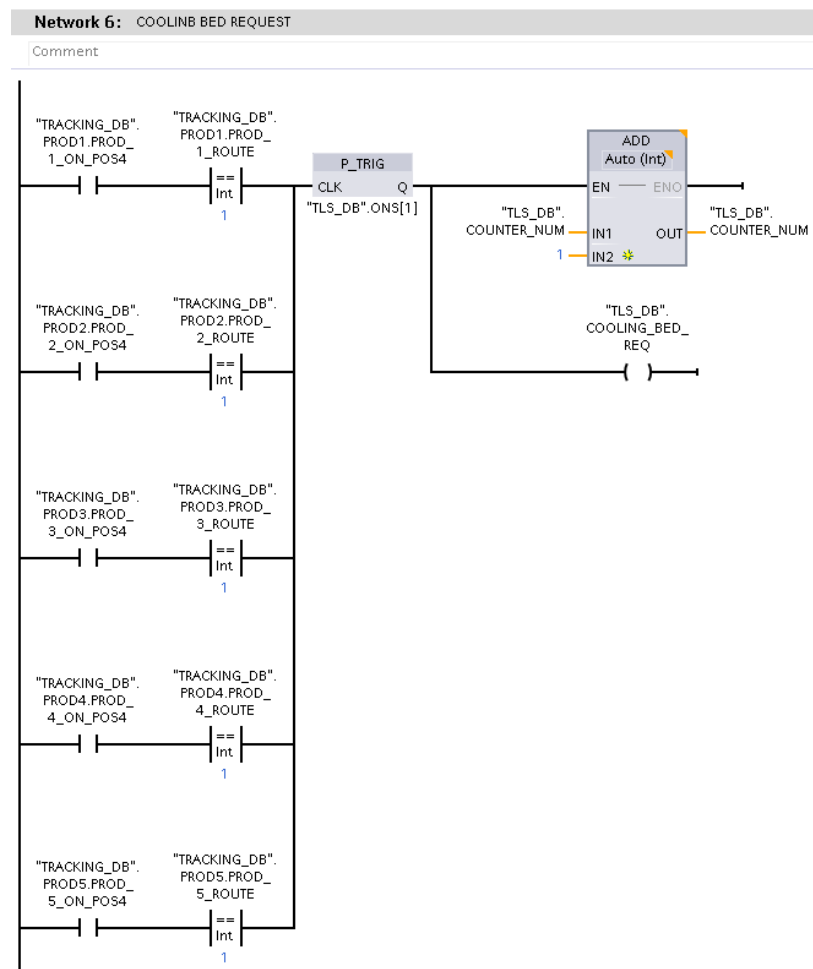 Network 6: COOLINB BED REQUEST
Comment
"TRACKING_DB".
PROD1.PROD_
1_ON_POS4
"TRACKING_DB".
PROD1.PROD_
1_ROUTE
==
Int
1
P_TRIG
CLK Q
"TLS_DB".ONS[1]
ADD
Auto (Int)
EN ENO
"TLS_DB".
COUNTER_NUM
IN1 OUT
"TLS_DB".
COUNTER_NUM
1
IN2
"TLS_DB".
COOLING_BED_
REQ
"TRACKING_DB".
PROD2.PROD_
2_ON_POS4
"TRACKING_DB".
PROD2.PROD_
2_ROUTE
==
Int
1
"TRACKING_DB".
PROD3.PROD_
3_ON_POS4
"TRACKING_DB".
PROD3.PROD_
3_ROUTE
==
Int
1
"TRACKING_DB".
PROD4.PROD_
4_ON_POS4
"TRACKING_DB".
PROD4.PROD_
4_ROUTE
==
Int
1
"TRACKING_DB".
PROD5.PROD_
5_ON_POS4
"TRACKING_DB".
PROD5.PROD_
5_ROUTE
==
Int
1